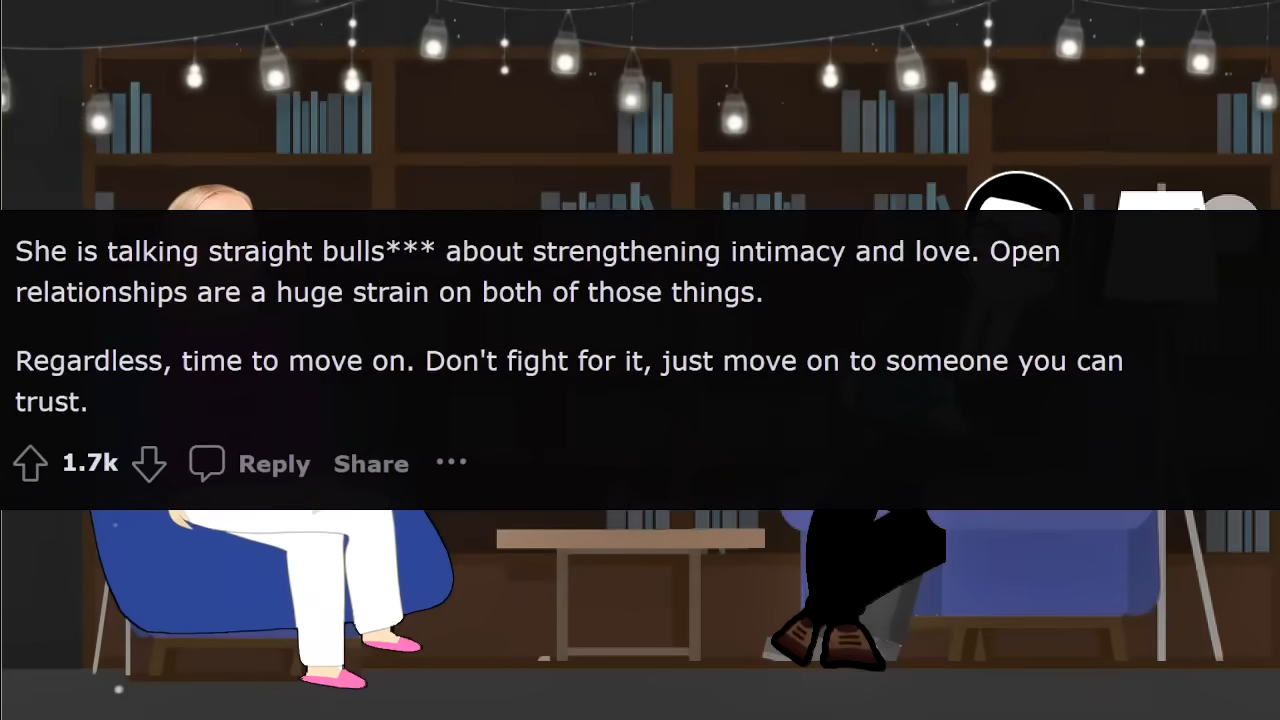 She is talking straight bulls*** about strengthening intimacy and love. Open
relationships are a huge strain on both of those things.
Regardless, time to move on. Don't fight for it, just move on to someone you can
trust.
1.7k Reply Share ...